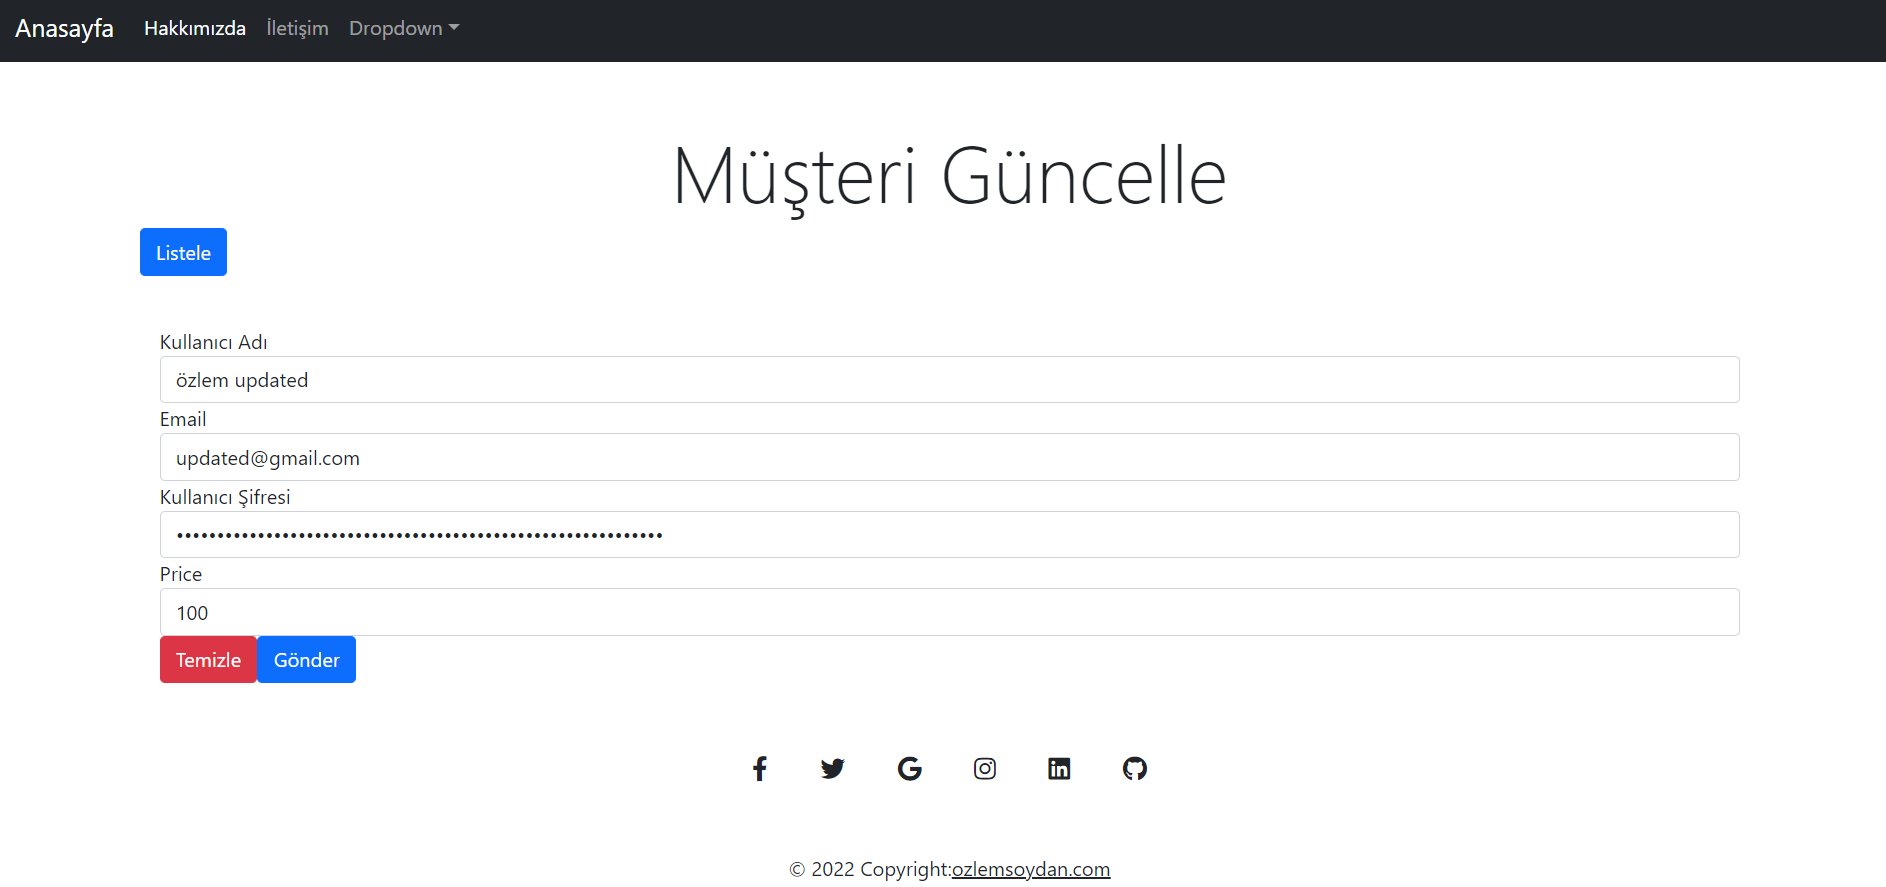 Anasayfa Hakkımızda İletişim Dropdown
Müşteri Güncelle
Listele
Kullanıcı Adı
özlem updated
Email
updated@gmail.com
Kullanıcı Şifresi
••••••••••••••••••••••••••••••••••••••••••••••••••••••••••••
Price
100
Temizle Gönder
© 2022 Copyright:ozlemsoydan.com